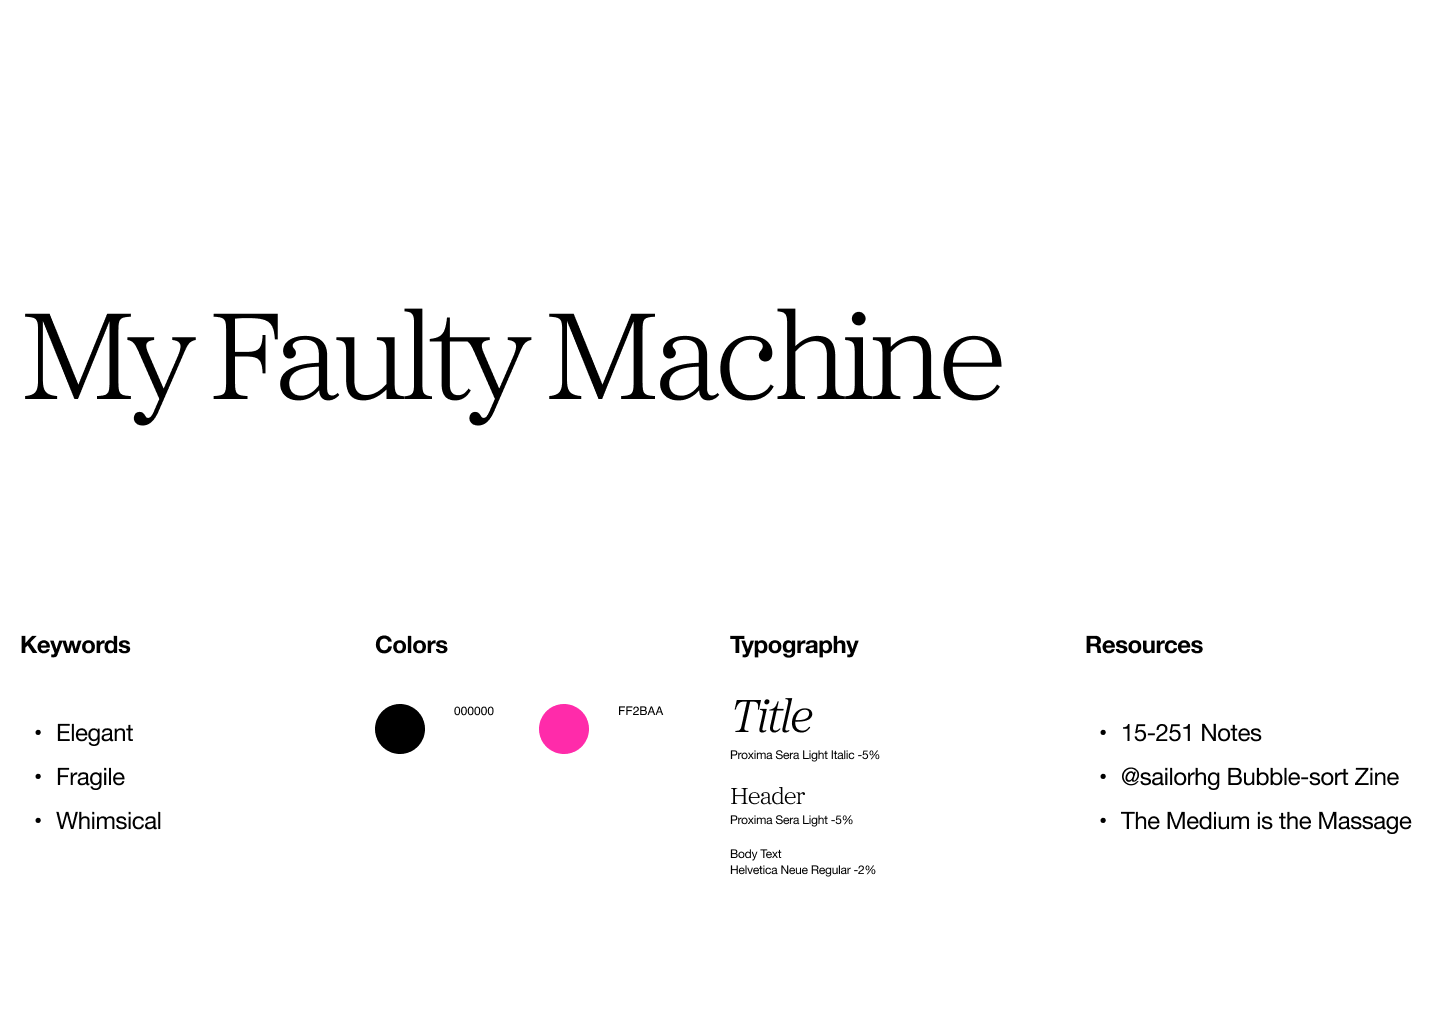 My Faulty Machine
Keywords
• Elegant
• Fragile
• Whimsical
Colors
000000
FF2BAA
Typography
Title
Proxima Sera Light Italic -5%
Header
Proxima Sera Light -5%
Body Text
Helvetica Neue Regular -2%
Resources
• 15-251 Notes
• @sailorhg Bubble-sort Zine
• The Medium is the Massage